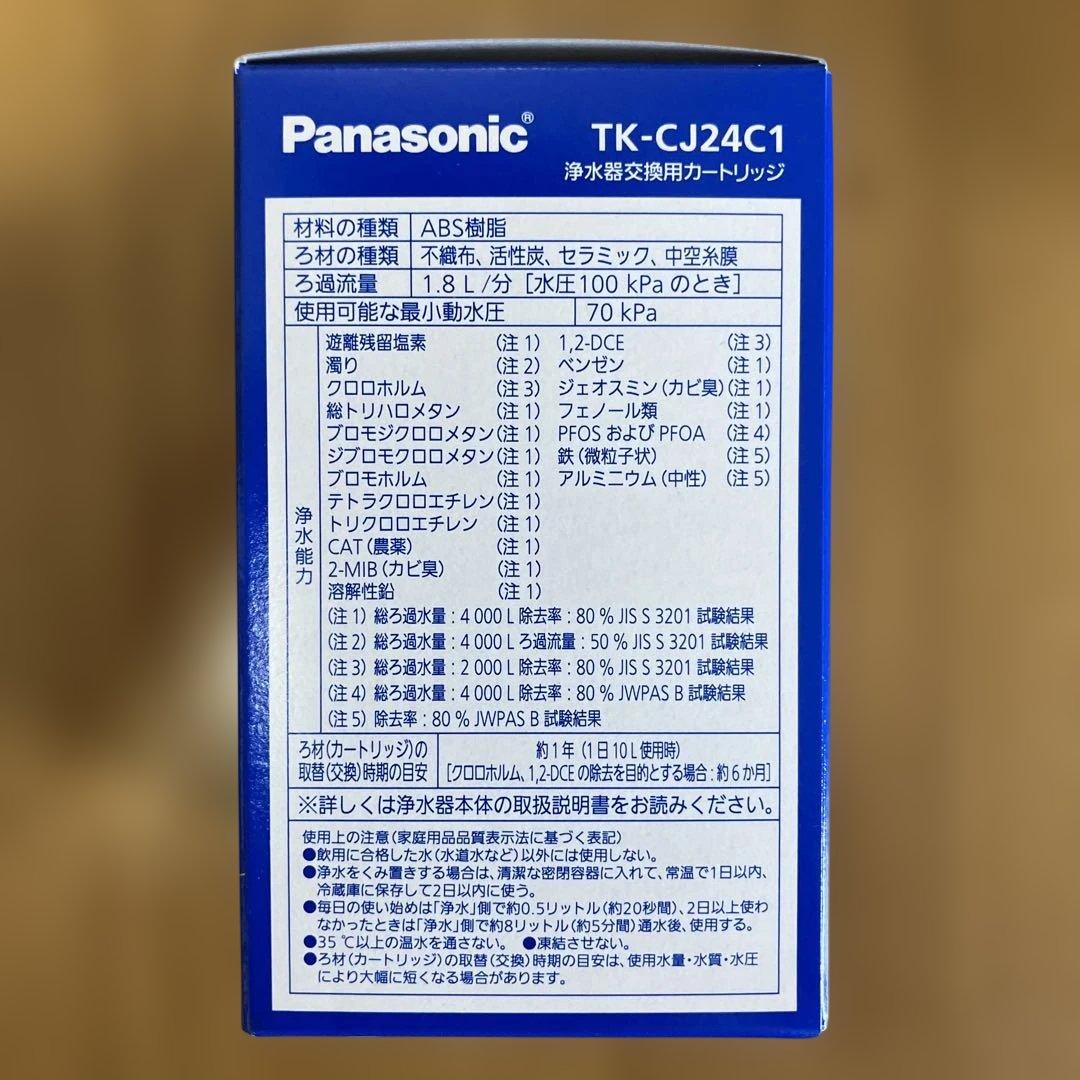 Panasonic®
TK-CJ24C1
浄水器交換用カートリッジ
材料の種類 ABS樹脂
ろ材の種類 不織布、活性炭、セラミック、中空糸膜
ろ過流量 1.8 L /分［水圧100 kPa のとき］
使用可能な最小動水圧 70 kPa
浄水能力
遊離残留塩素 (注 1) 1,2-DCE (注 3)
濁り (注 2) ベンゼン (注 1)
クロロホルム (注 3) ジェオスミン(カビ臭) (注 1)
総トリハロメタン (注 1) フェノール類 (注 1)
ブロモジクロロメタン (注 1) PFOS および PFOA (注 4)
ジブロモクロロメタン (注 1) 鉄(微粒子状) (注 5)
ブロモホルム (注 1) アルミニウム(中性) (注 5)
テトラクロロエチレン (注 1)
トリクロロエチレン (注 1)
CAT(農薬) (注 1)
2-MIB(カビ臭) (注 1)
溶解性鉛 (注 1)
(注 1) 総ろ過水量 : 4 000 L 除去率 : 80 % JIS S 3201 試験結果
(注 2) 総ろ過水量 : 4 000 L ろ過流量 : 50 % JIS S 3201 試験結果
(注 3) 総ろ過水量 : 2 000 L 除去率 : 80 % JIS S 3201 試験結果
(注 4) 総ろ過水量 : 4 000 L 除去率 : 80 % JWPAS B 試験結果
(注 5) 除去率 : 80 % JWPAS B 試験結果
ろ材(カートリッジ)の 約1年(1日10L使用時)
取替(交換)時期の目安 [クロロホルム、1,2-DCE の除去を目的とする場合 : 約6か月]
※詳しくは浄水器本体の取扱説明書をお読みください。
使用上の注意(家庭用品品質表示法に基づく表記)
●飲用に合格した水(水道水など)以外には使用しない。
●浄水をくみ置きする場合は、清潔な密閉容器に入れて、常温で1日以内、
冷蔵庫に保存して2日以内に使う。
●毎日の使い始めは「浄水」側で約0.5リットル(約20秒間)、2日以上使わ
なかったときは「浄水」側で約8リットル(約5分間)通水後、使用する。
●35 ℃以上の温水を通さない。 ●凍結させない。
●ろ材(カートリッジ)の取替(交換)時期の目安は、使用水量・水質・水圧
により大幅に短くなる場合があります。